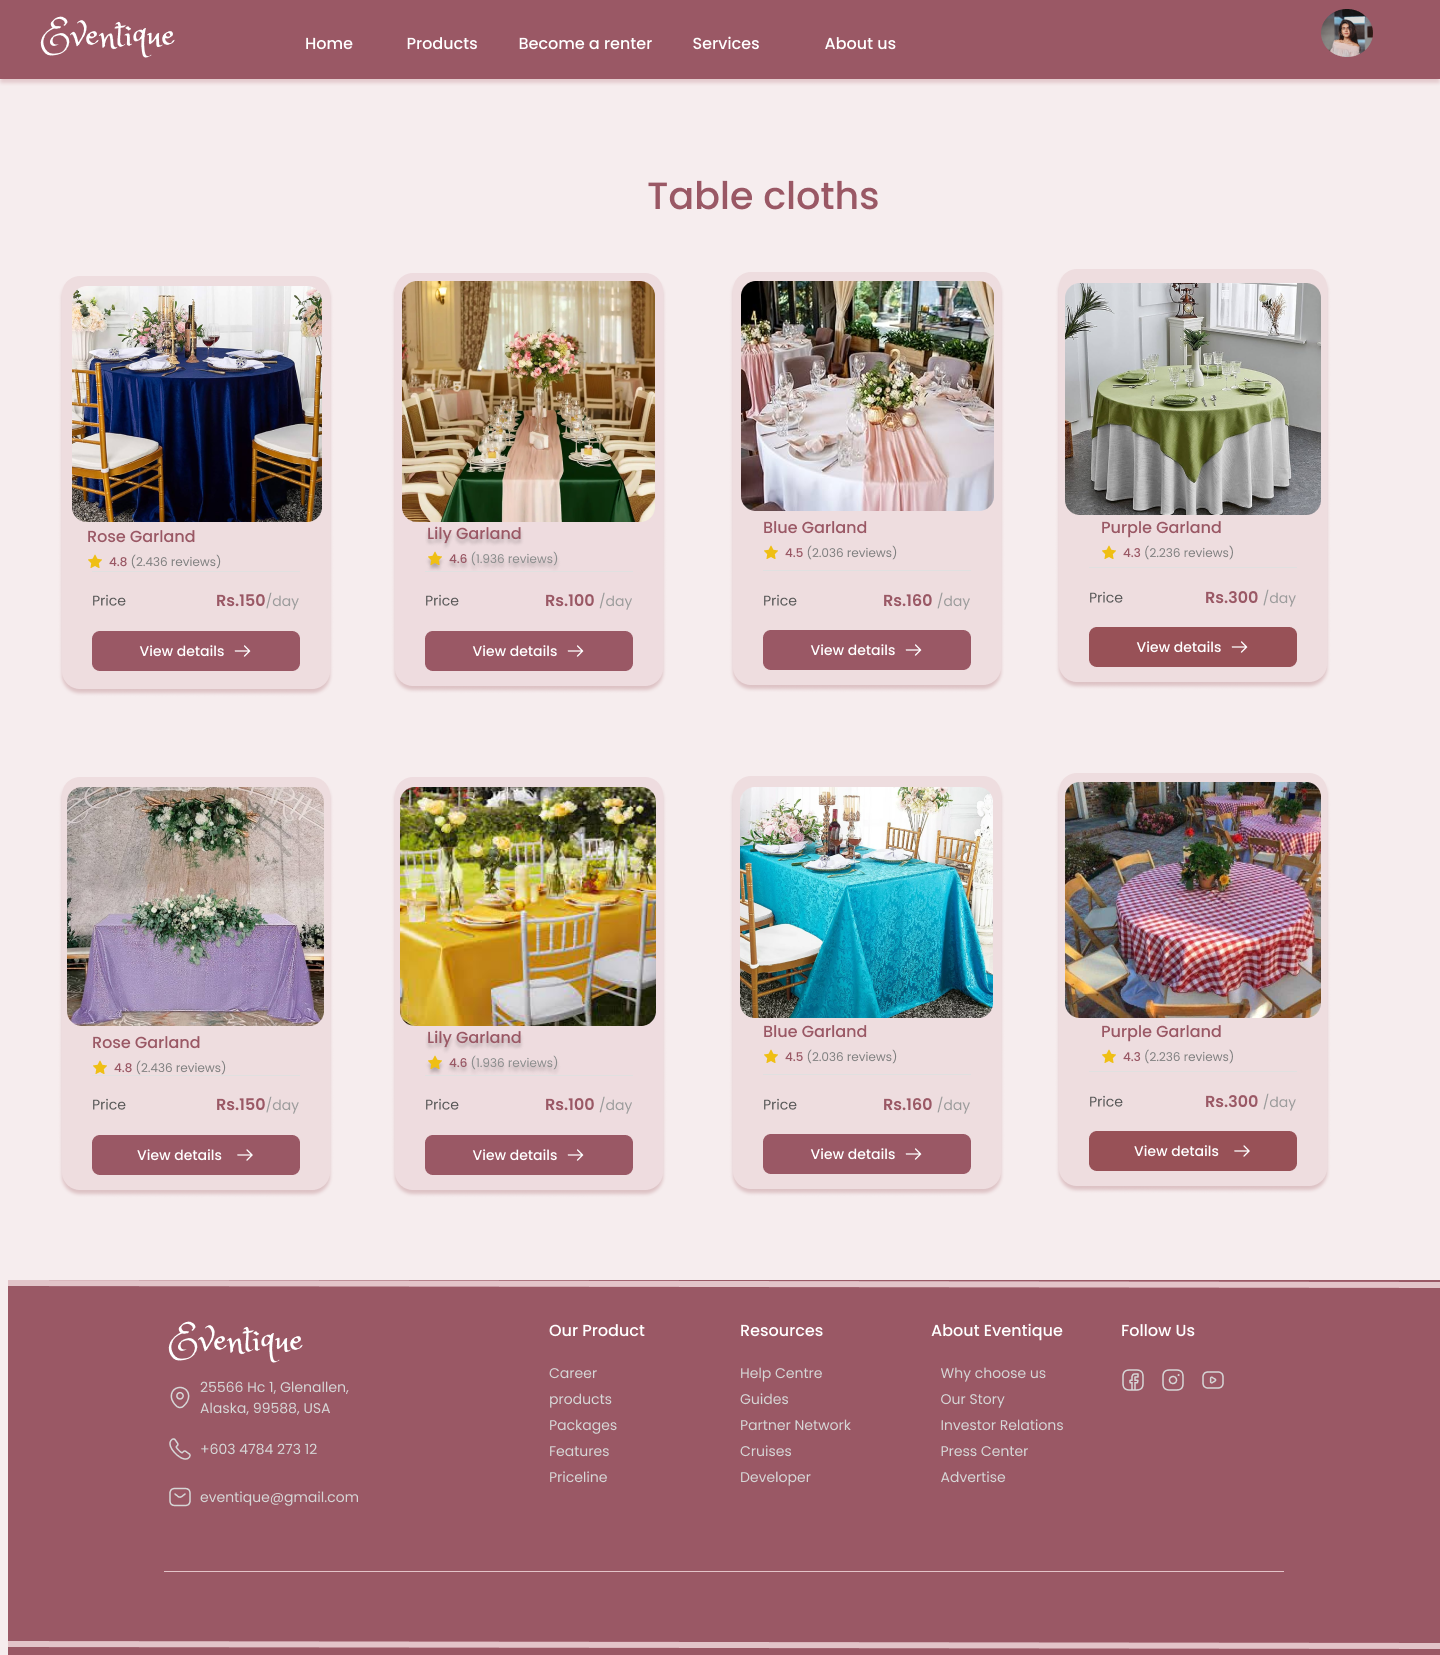 Eventique
Home Products Become a renter Services About us
Table cloths
Rose Garland
4.8 (2.436 reviews)
Price Rs.150/day
View details
Lily Garland
4.6 (1.936 reviews)
Price Rs.100 /day
View details
Blue Garland
4.5 (2.036 reviews)
Price Rs.160 /day
View details
Purple Garland
4.3 (2.236 reviews)
Price Rs.300 /day
View details
Rose Garland
4.8 (2.436 reviews)
Price Rs.150/day
View details
Lily Garland
4.6 (1.936 reviews)
Price Rs.100 /day
View details
Blue Garland
4.5 (2.036 reviews)
Price Rs.160 /day
View details
Purple Garland
4.3 (2.236 reviews)
Price Rs.300 /day
View details
Eventique
25566 Hc 1, Glenallen,
Alaska, 99588, USA
+603 4784 273 12
eventique@gmail.com
Our Product
Career
products
Packages
Features
Priceline
Resources
Help Centre
Guides
Partner Network
Cruises
Developer
About Eventique
Why choose us
Our Story
Investor Relations
Press Center
Advertise
Follow Us